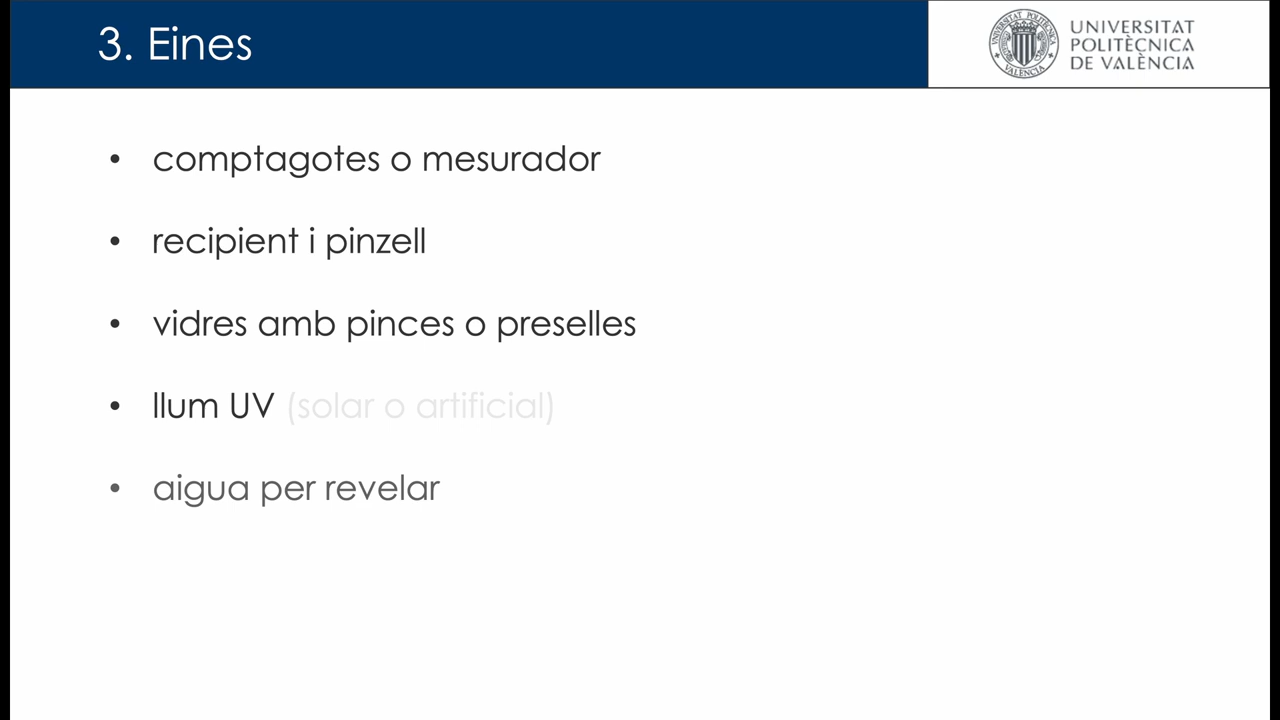 3. Eines
UNIVERSITAT
POLITÈCNICA
DE VALÈNCIA
• comptagotes o mesurador
• recipient i pinzell
• vidres amb pinces o preselles
• llum UV (solar o artificial)
• aigua per revelar